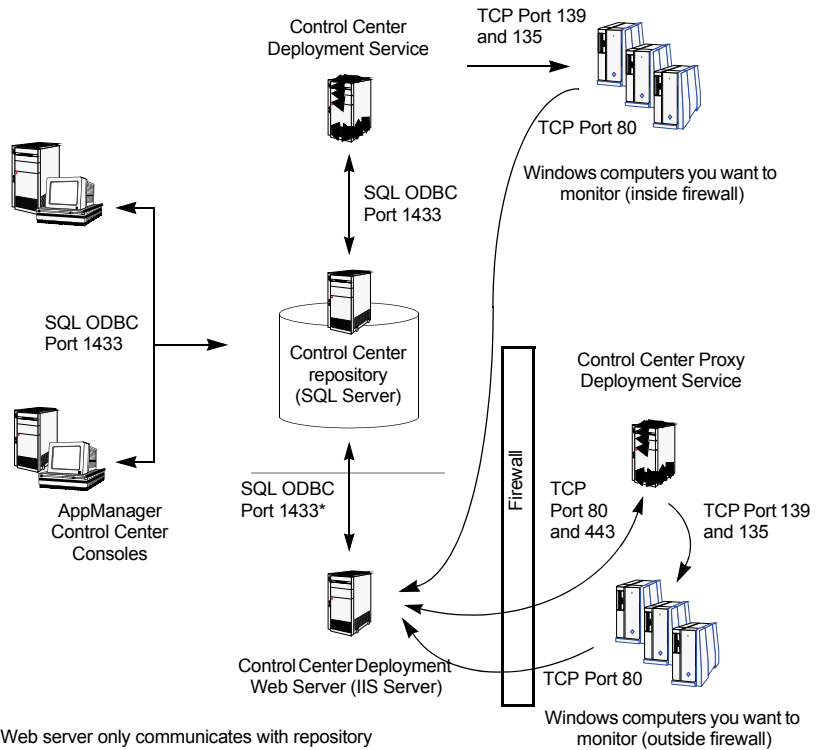 Control Center
Deployment Service
TCP Port 139
and 135
TCP Port 80
Windows computers you want to
monitor (inside firewall)
SQL ODBC
Port 1433
SQL ODBC
Port 1433
Control Center
repository
(SQL Server)
Control Center Proxy
Deployment Service
Firewall
AppManager
Control Center
Consoles
SQL ODBC
Port 1433*
TCP
Port 80
and 443
TCP Port 139
and 135
Control Center Deployment
Web Server (IIS Server)
TCP Port 80
Windows computers you want to
monitor (outside firewall)
Web server only communicates with repository